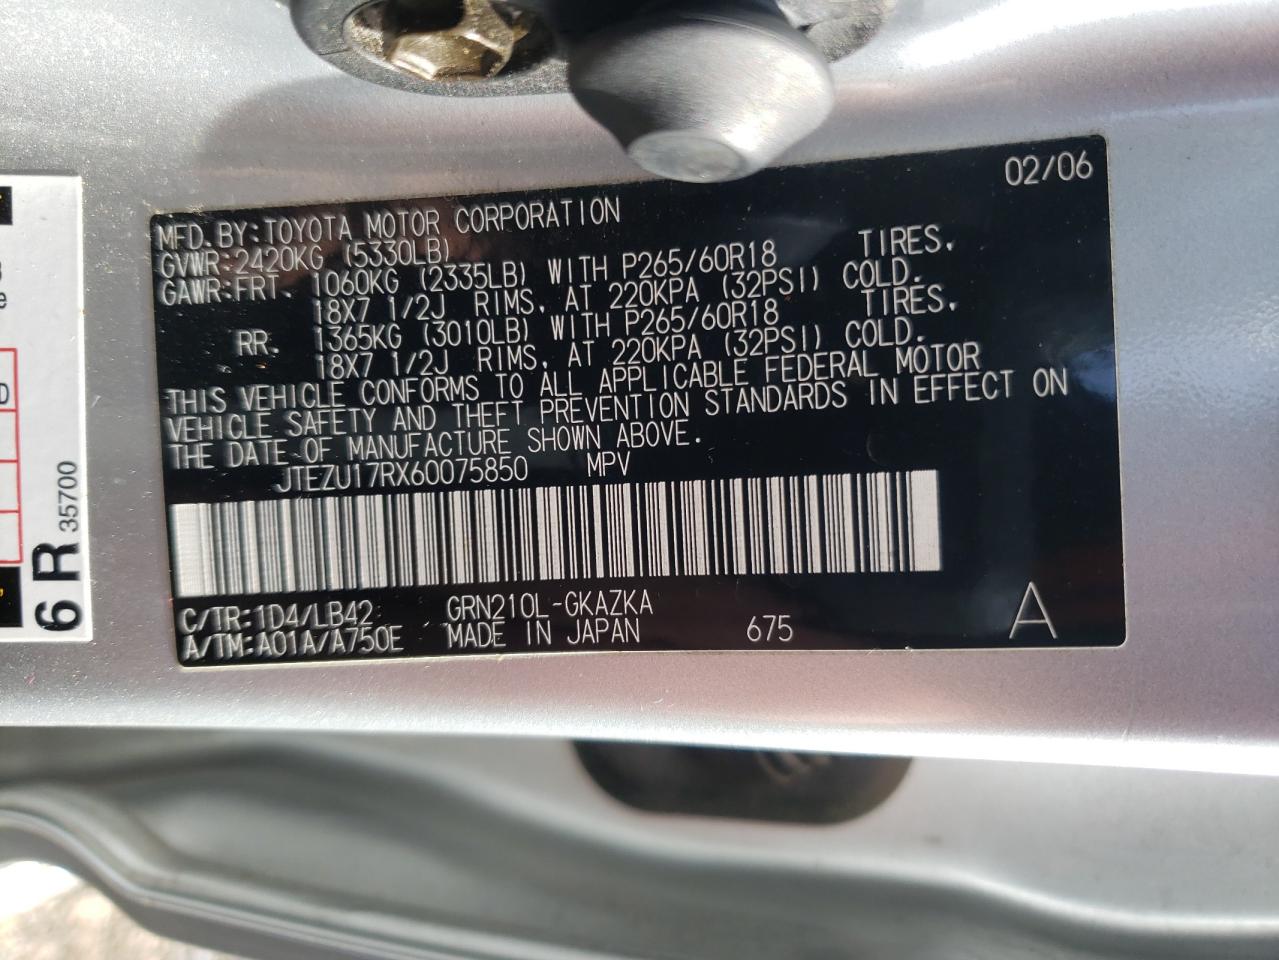 02/06
MFD.BY:TOYOTA MOTOR CORPORATION
GVWR:2420KG (5330LB)
GAWR:FRT. 1060KG (2335LB) WITH P265/60R18 TIRES,
18X7 1/2J RIMS, AT 220KPA (32PSI) COLD.
RR. 1365KG (3010LB) WITH P265/60R18 TIRES,
18X7 1/2J RIMS, AT 220KPA (32PSI) COLD.
THIS VEHICLE CONFORMS TO ALL APPLICABLE FEDERAL MOTOR
VEHICLE SAFETY AND THEFT PREVENTION STANDARDS IN EFFECT ON
THE DATE OF MANUFACTURE SHOWN ABOVE.
JTEZU17RX60075850 MPV
C/TR:1D4/LB42 GRN210L-GKAZKA
A/TM:A01A/A750E MADE IN JAPAN 675 A
6R 35700